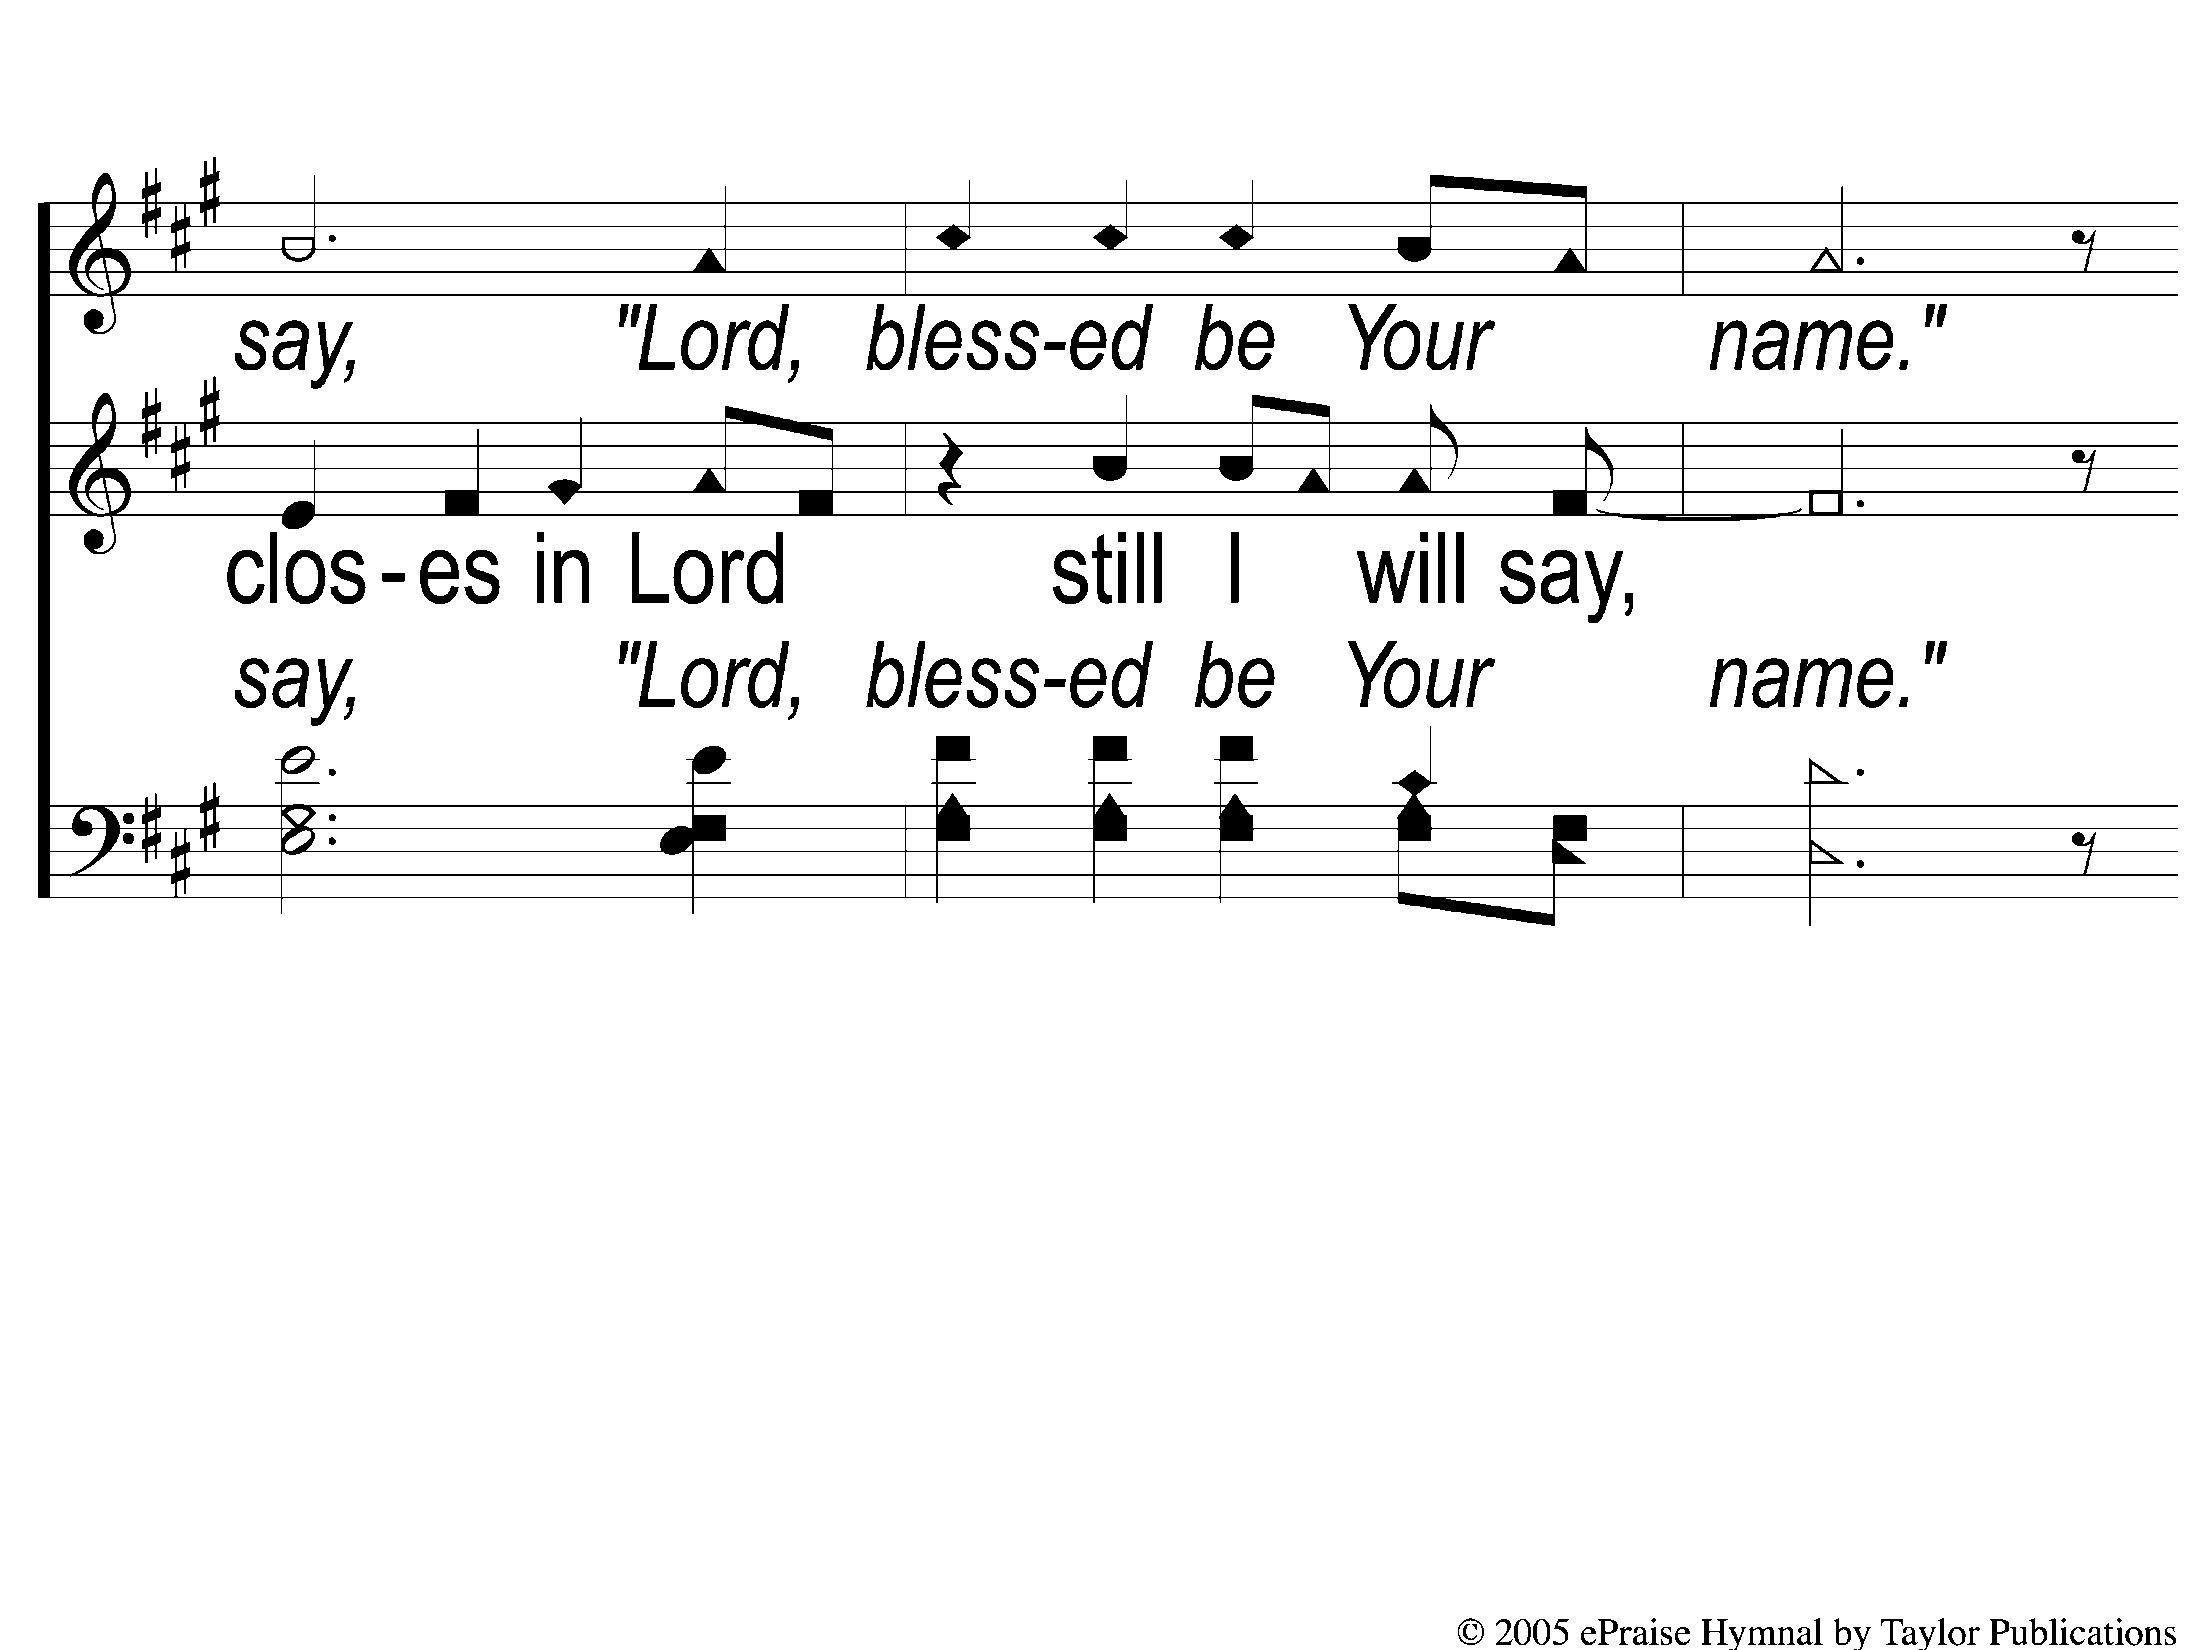 say, "Lord, bless-ed be Your name."
clos-es in Lord still I will say,
say, "Lord, bless-ed be Your name."
© 2005 ePraise Hymnal by Taylor Publications